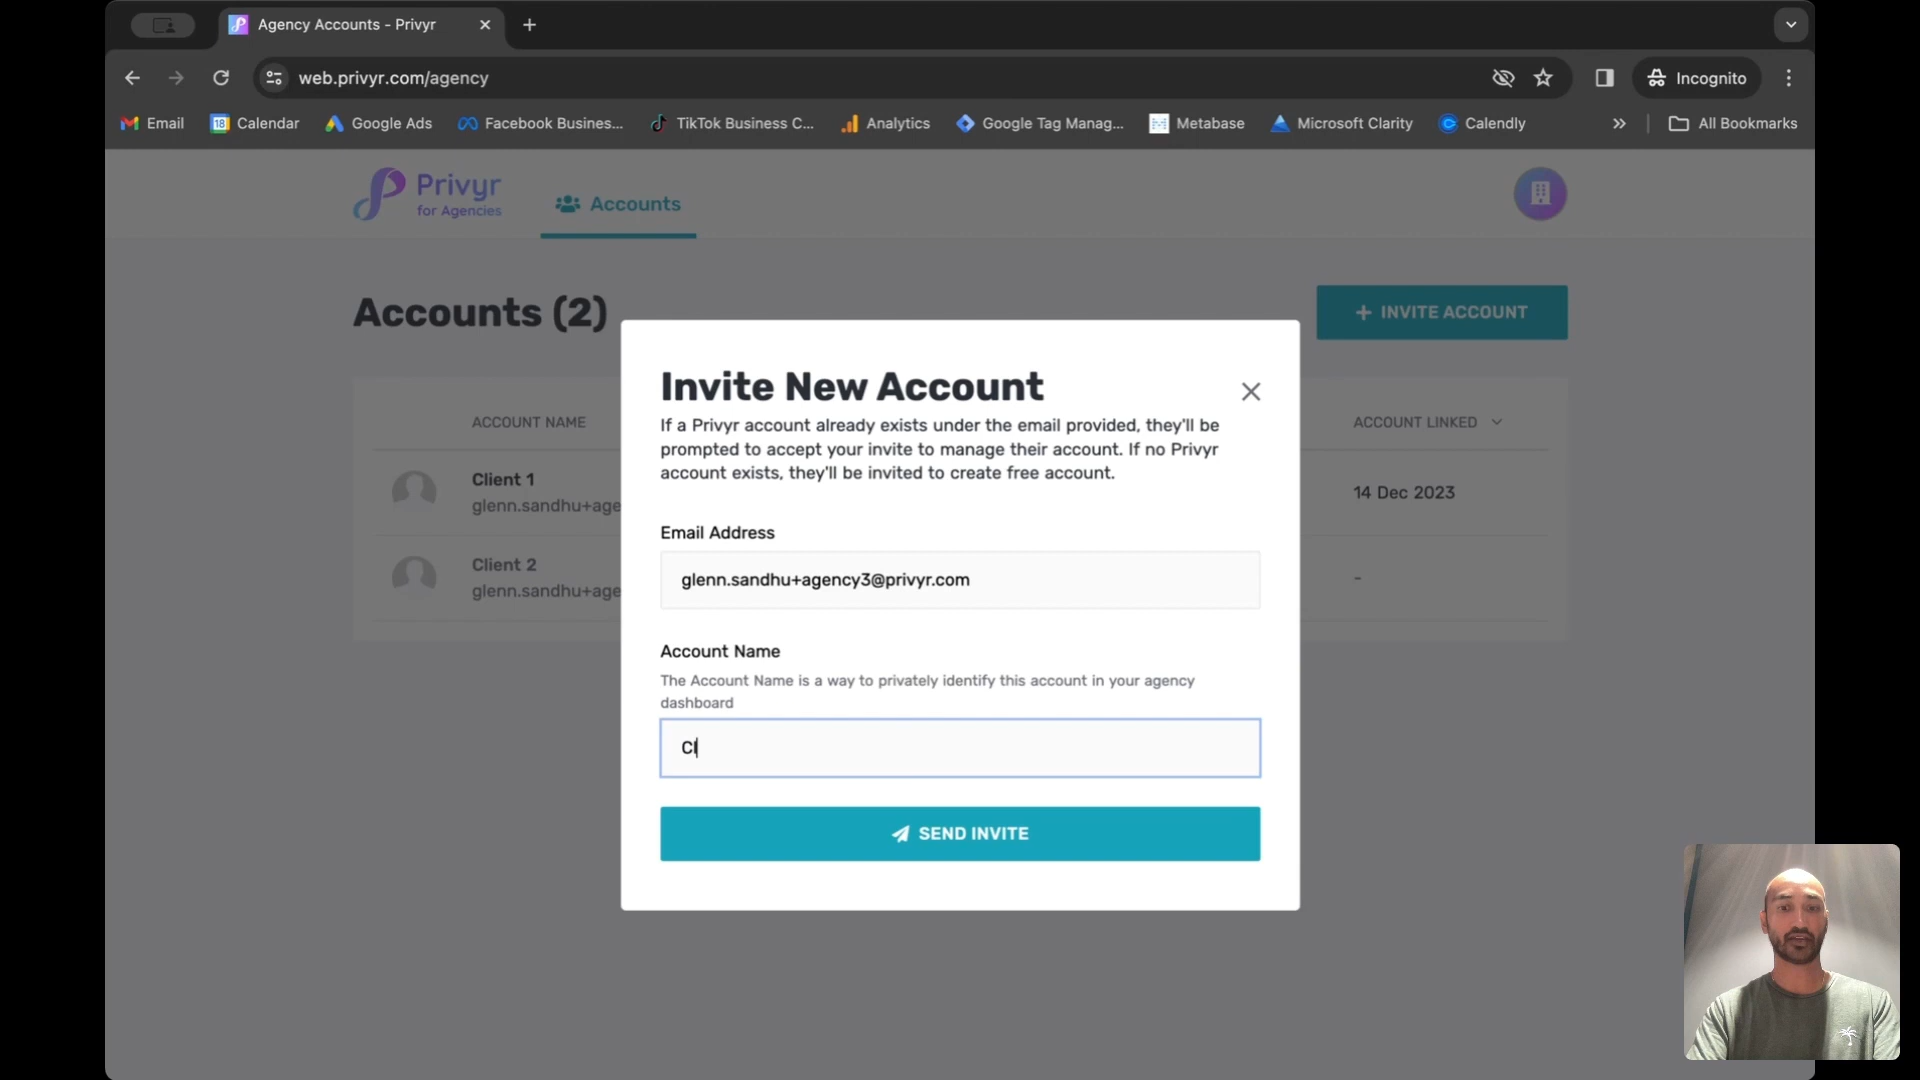 Agency Accounts - Privyr
web.privyr.com/agency
Incognito
Email
18
Calendar
Google Ads
Facebook Busines...
TikTok Business C...
Analytics
Google Tag Manag...
Metabase
Microsoft Clarity
Calendly
All Bookmarks
Privyr
for Agencies
Accounts
Accounts (2)
+ INVITE ACCOUNT
ACCOUNT NAME
ACCOUNT LINKED
Client 1
glenn.sandhu+age
14 Dec 2023
Client 2
glenn.sandhu+age
-
Invite New Account
If a Privyr account already exists under the email provided, they'll be
prompted to accept your invite to manage their account. If no Privyr
account exists, they'll be invited to create free account.
Email Address
glenn.sandhu+agency3@privyr.com
Account Name
The Account Name is a way to privately identify this account in your agency
dashboard
Cl
SEND INVITE